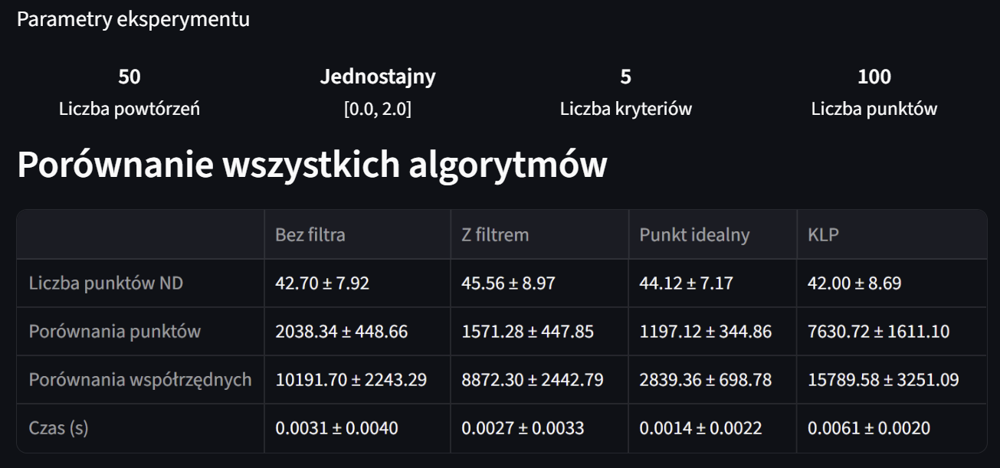 Parametry eksperymentu
50 Jednostajny 5 100
Liczba powtórzeń [0.0, 2.0] Liczba kryteriów Liczba punktów
Porównanie wszystkich algorytmów
Bez filtra Z filtrem Punkt idealny KLP
Liczba punktów ND 42.70 ± 7.92 45.56 ± 8.97 44.12 ± 7.17 42.00 ± 8.69
Porównania punktów 2038.34 ± 448.66 1571.28 ± 447.85 1197.12 ± 344.86 7630.72 ± 1611.10
Porównania współrzędnych 10191.70 ± 2243.29 8872.30 ± 2442.79 2839.36 ± 698.78 15789.58 ± 3251.09
Czas (s) 0.0031 ± 0.0040 0.0027 ± 0.0033 0.0014 ± 0.0022 0.0061 ± 0.0020